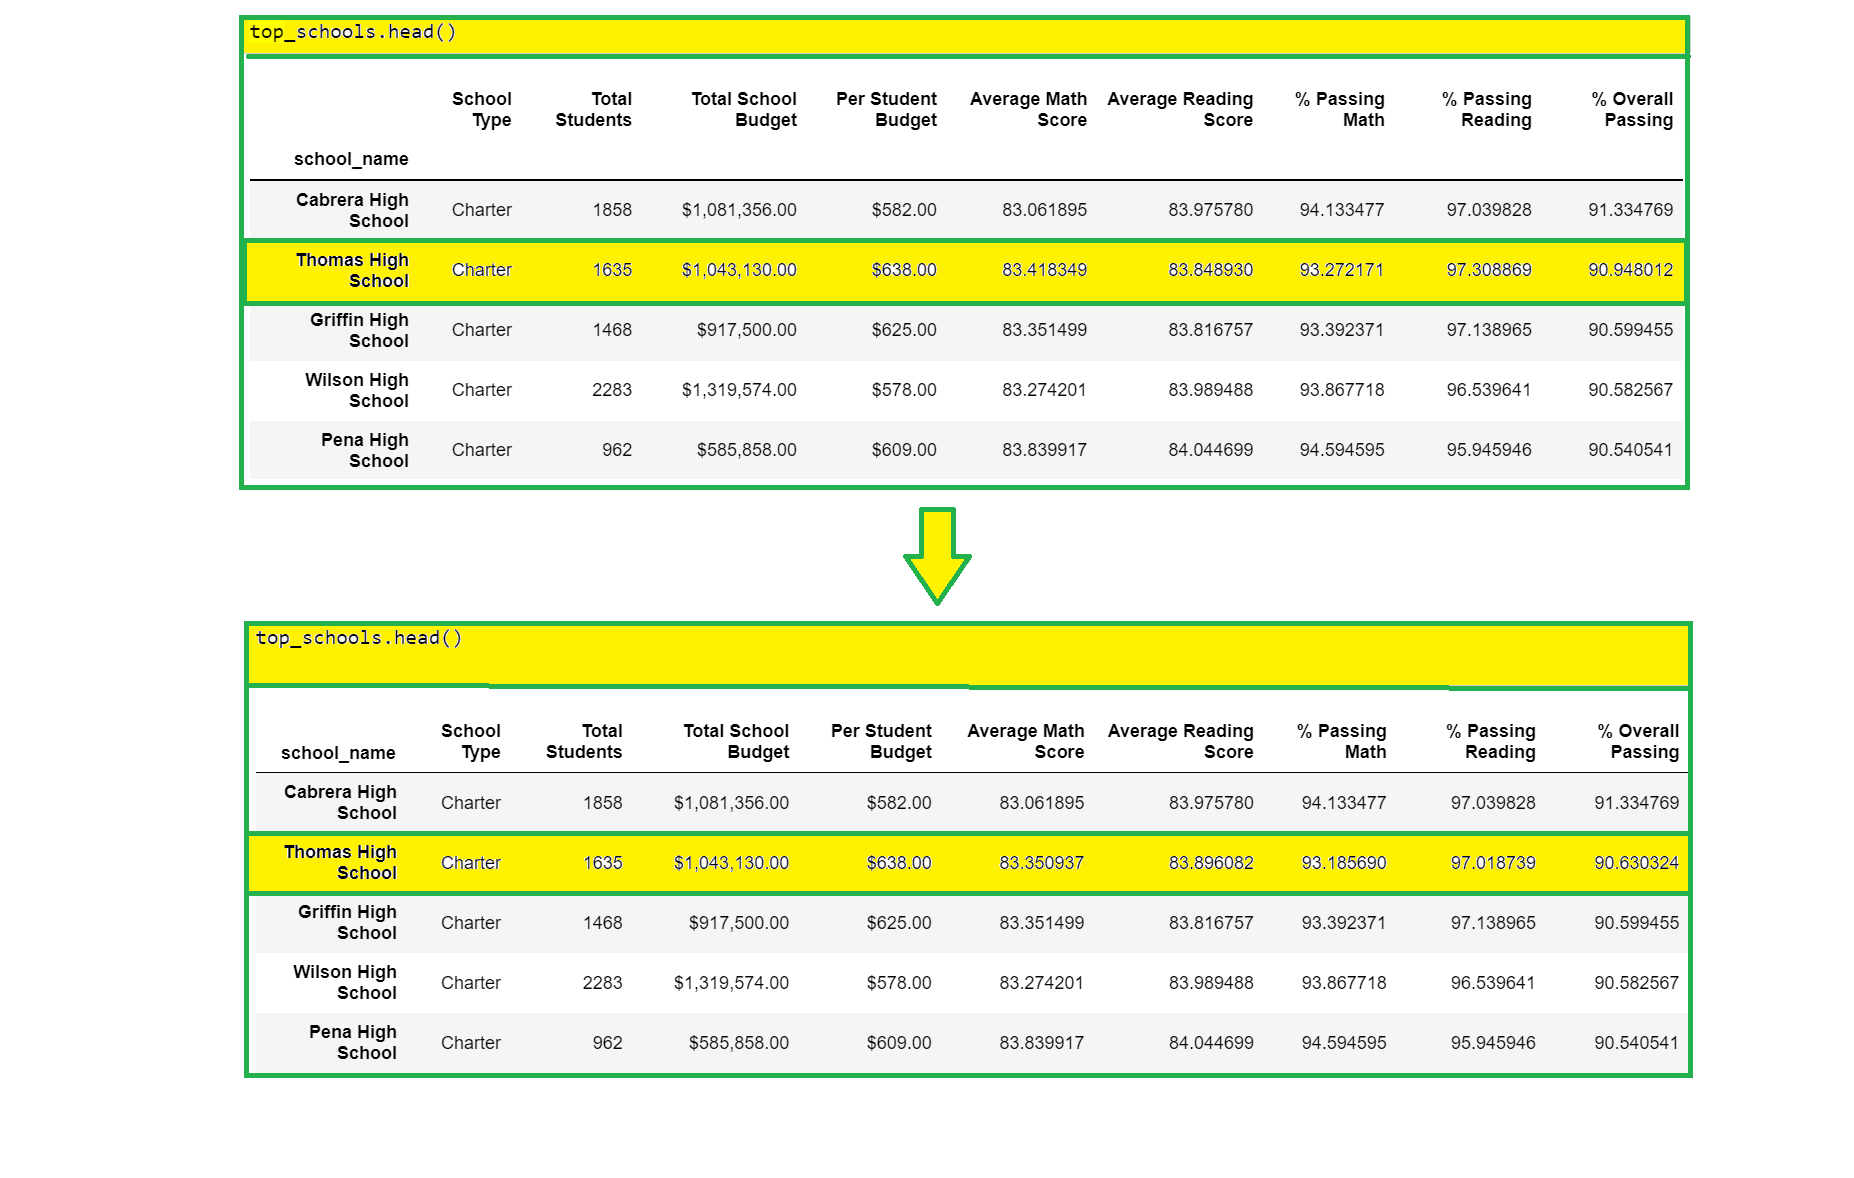 top_schools.head()
School Type Total Students Total School Budget Per Student Budget Average Math Score Average Reading Score % Passing Math % Passing Reading % Overall Passing
school_name
Cabrera High School Charter 1858 $1,081,356.00 $582.00 83.061895 83.975780 94.133477 97.039828 91.334769
Thomas High School Charter 1635 $1,043,130.00 $638.00 83.418349 83.848930 93.272171 97.308869 90.948012
Griffin High School Charter 1468 $917,500.00 $625.00 83.351499 83.816757 93.392371 97.138965 90.599455
Wilson High School Charter 2283 $1,319,574.00 $578.00 83.274201 83.989488 93.867718 96.539641 90.582567
Pena High School Charter 962 $585,858.00 $609.00 83.839917 84.044699 94.594595 95.945946 90.540541
top_schools.head()
school_name School Type Total Students Total School Budget Per Student Budget Average Math Score Average Reading Score % Passing Math % Passing Reading % Overall Passing
Cabrera High School Charter 1858 $1,081,356.00 $582.00 83.061895 83.975780 94.133477 97.039828 91.334769
Thomas High School Charter 1635 $1,043,130.00 $638.00 83.350937 83.896082 93.185690 97.018739 90.630324
Griffin High School Charter 1468 $917,500.00 $625.00 83.351499 83.816757 93.392371 97.138965 90.599455
Wilson High School Charter 2283 $1,319,574.00 $578.00 83.274201 83.989488 93.867718 96.539641 90.582567
Pena High School Charter 962 $585,858.00 $609.00 83.839917 84.044699 94.594595 95.945946 90.540541